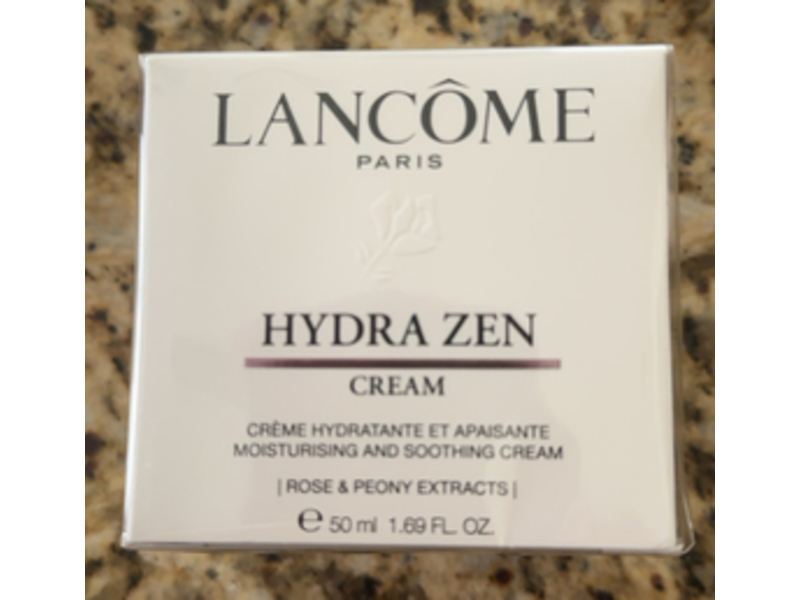 LANCÔME
PARIS
HYDRA ZEN
CREAM
CRÈME HYDRATANTE ET APAISANTE
MOISTURISING AND SOOTHING CREAM
| ROSE & PEONY EXTRACTS |
℮ 50 ml 1.69 FL. OZ.